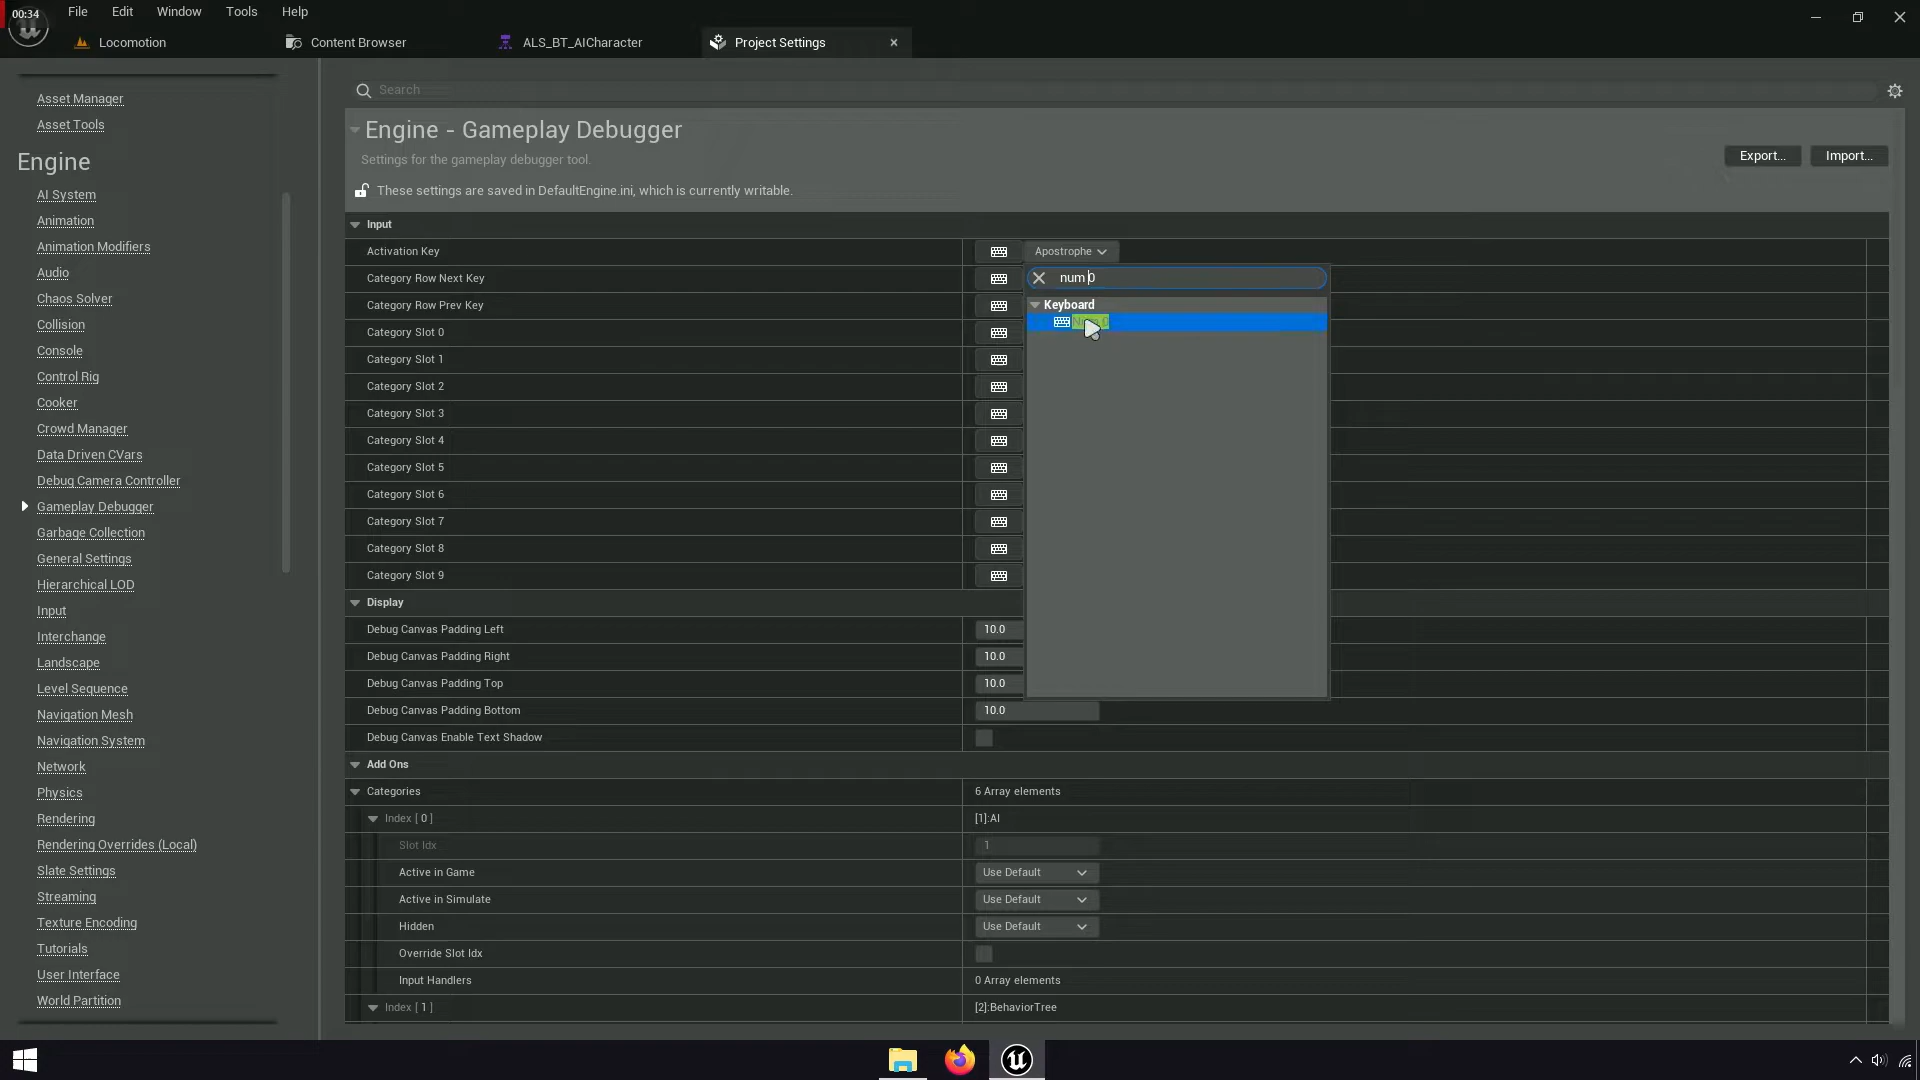 00:34
File Edit Window Tools Help
Locomotion Content Browser ALS_BT_AICharacter Project Settings
Asset Manager
Asset Tools
Engine
AI System
Animation
Animation Modifiers
Audio
Chaos Solver
Collision
Console
Control Rig
Cooker
Crowd Manager
Data Driven CVars
Debug Camera Controller
Gameplay Debugger
Garbage Collection
General Settings
Hierarchical LOD
Input
Interchange
Landscape
Level Sequence
Navigation Mesh
Navigation System
Network
Physics
Rendering
Rendering Overrides (Local)
Slate Settings
Streaming
Texture Encoding
Tutorials
User Interface
World Partition
Search
Engine - Gameplay Debugger
Settings for the gameplay debugger tool.
Export... Import...
These settings are saved in DefaultEngine.ini, which is currently writable.
Input
Activation Key Apostrophe
Category Row Next Key
num 0
Category Row Prev Key
Keyboard
Category Slot 0
Category Slot 1
Category Slot 2
Category Slot 3
Category Slot 4
Category Slot 5
Category Slot 6
Category Slot 7
Category Slot 8
Category Slot 9
Display
Debug Canvas Padding Left 10.0
Debug Canvas Padding Right 10.0
Debug Canvas Padding Top 10.0
Debug Canvas Padding Bottom 10.0
Debug Canvas Enable Text Shadow
Add Ons
Categories 6 Array elements
Index [ 0 ] [1]:AI
Slot Idx 1
Active in Game Use Default
Active in Simulate Use Default
Hidden Use Default
Override Slot Idx
Input Handlers 0 Array elements
Index [ 1 ] [2]:BehaviorTree